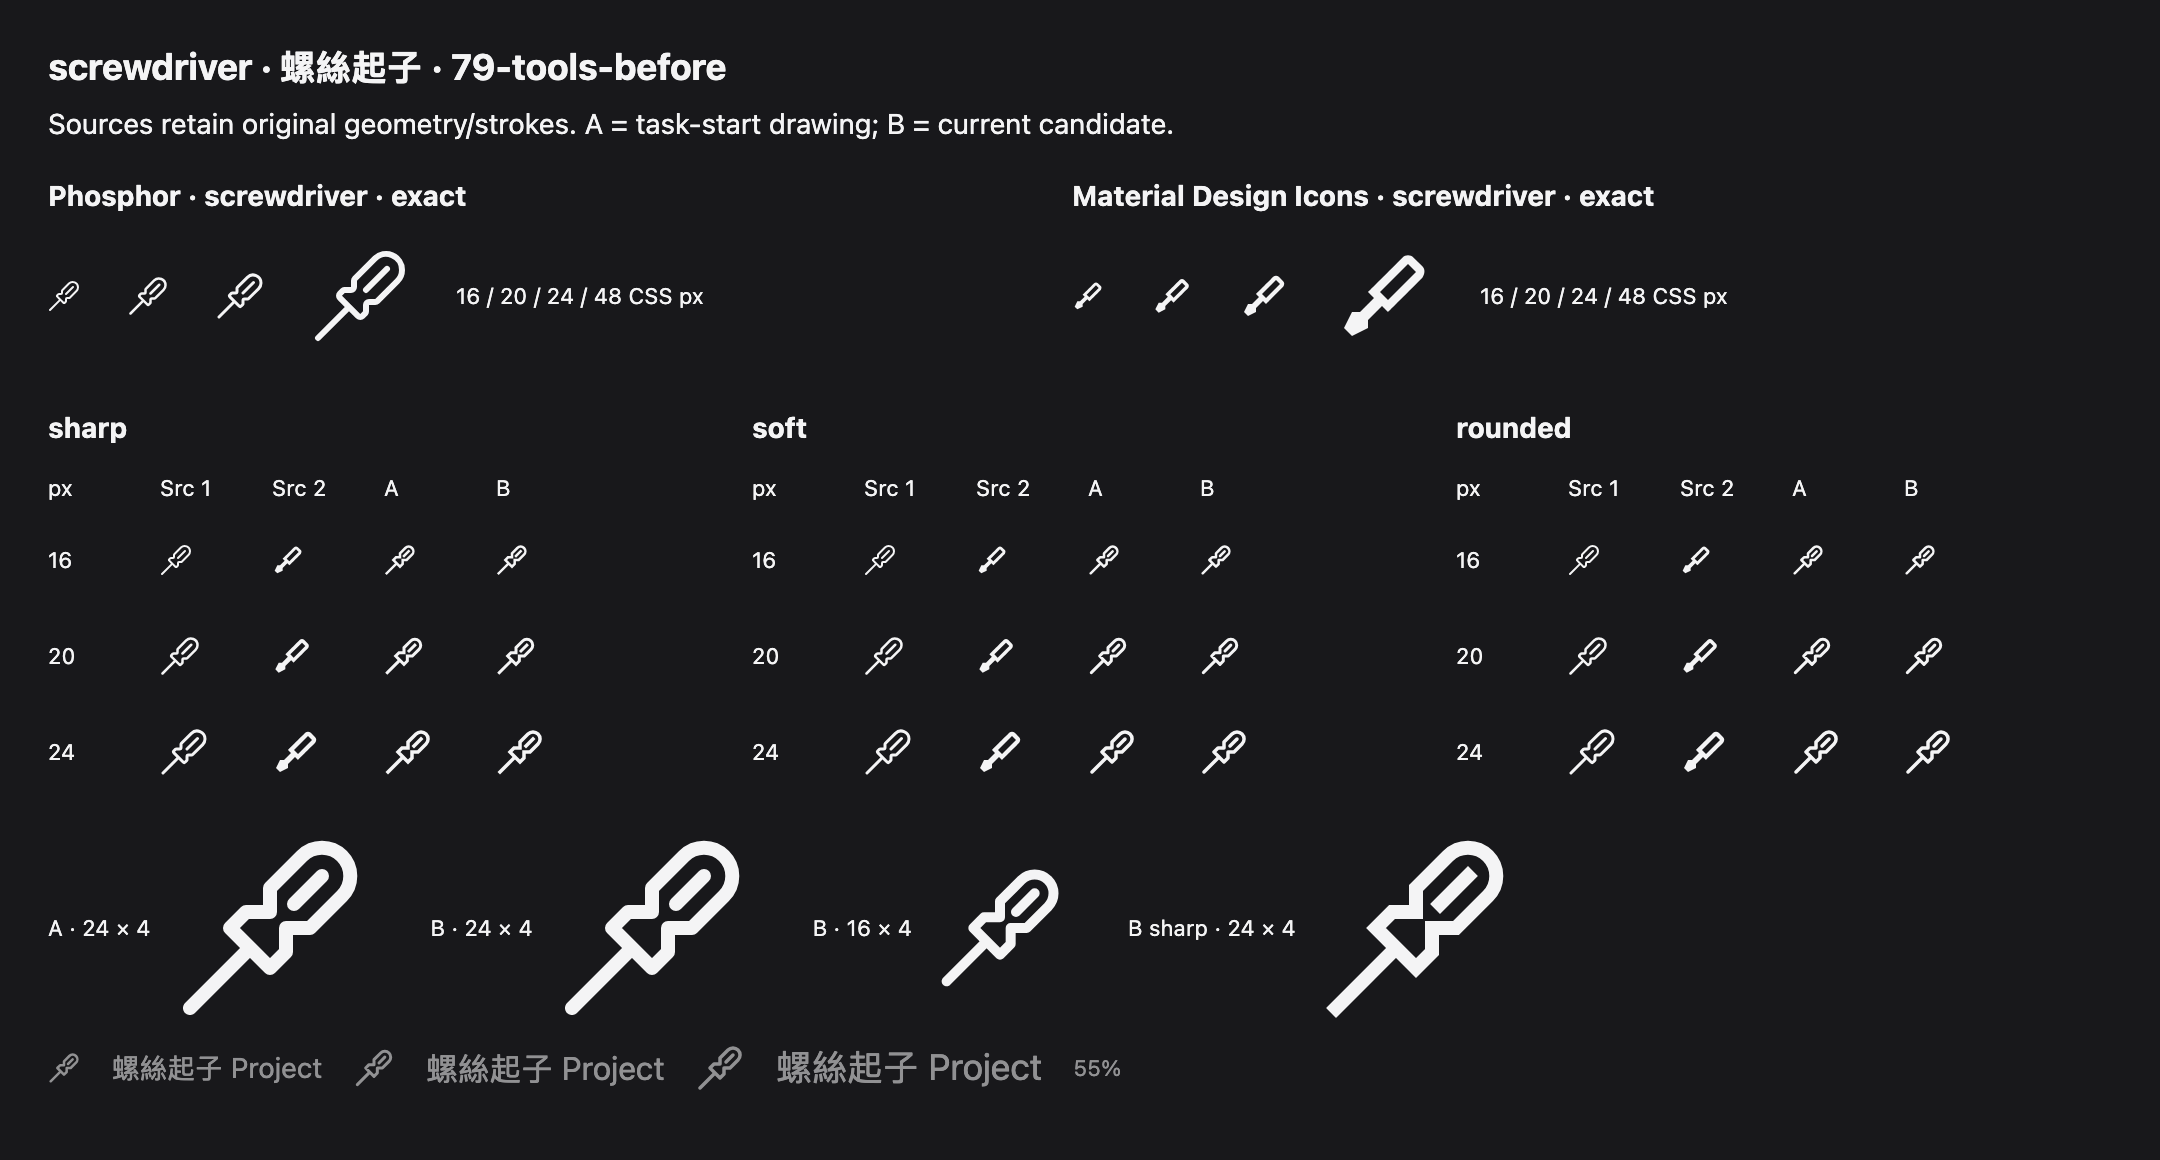 screwdriver · 螺絲起子 · 79-tools-before
Sources retain original geometry/strokes. A = task-start drawing; B = current candidate.
Phosphor · screwdriver · exact
16 / 20 / 24 / 48 CSS px
Material Design Icons · screwdriver · exact
16 / 20 / 24 / 48 CSS px
sharp
px Src 1 Src 2 A B
16
20
24
soft
px Src 1 Src 2 A B
16
20
24
rounded
px Src 1 Src 2 A B
16
20
24
A · 24 × 4
B · 24 × 4
B · 16 × 4
B sharp · 24 × 4
螺絲起子 Project
螺絲起子 Project
螺絲起子 Project
55%